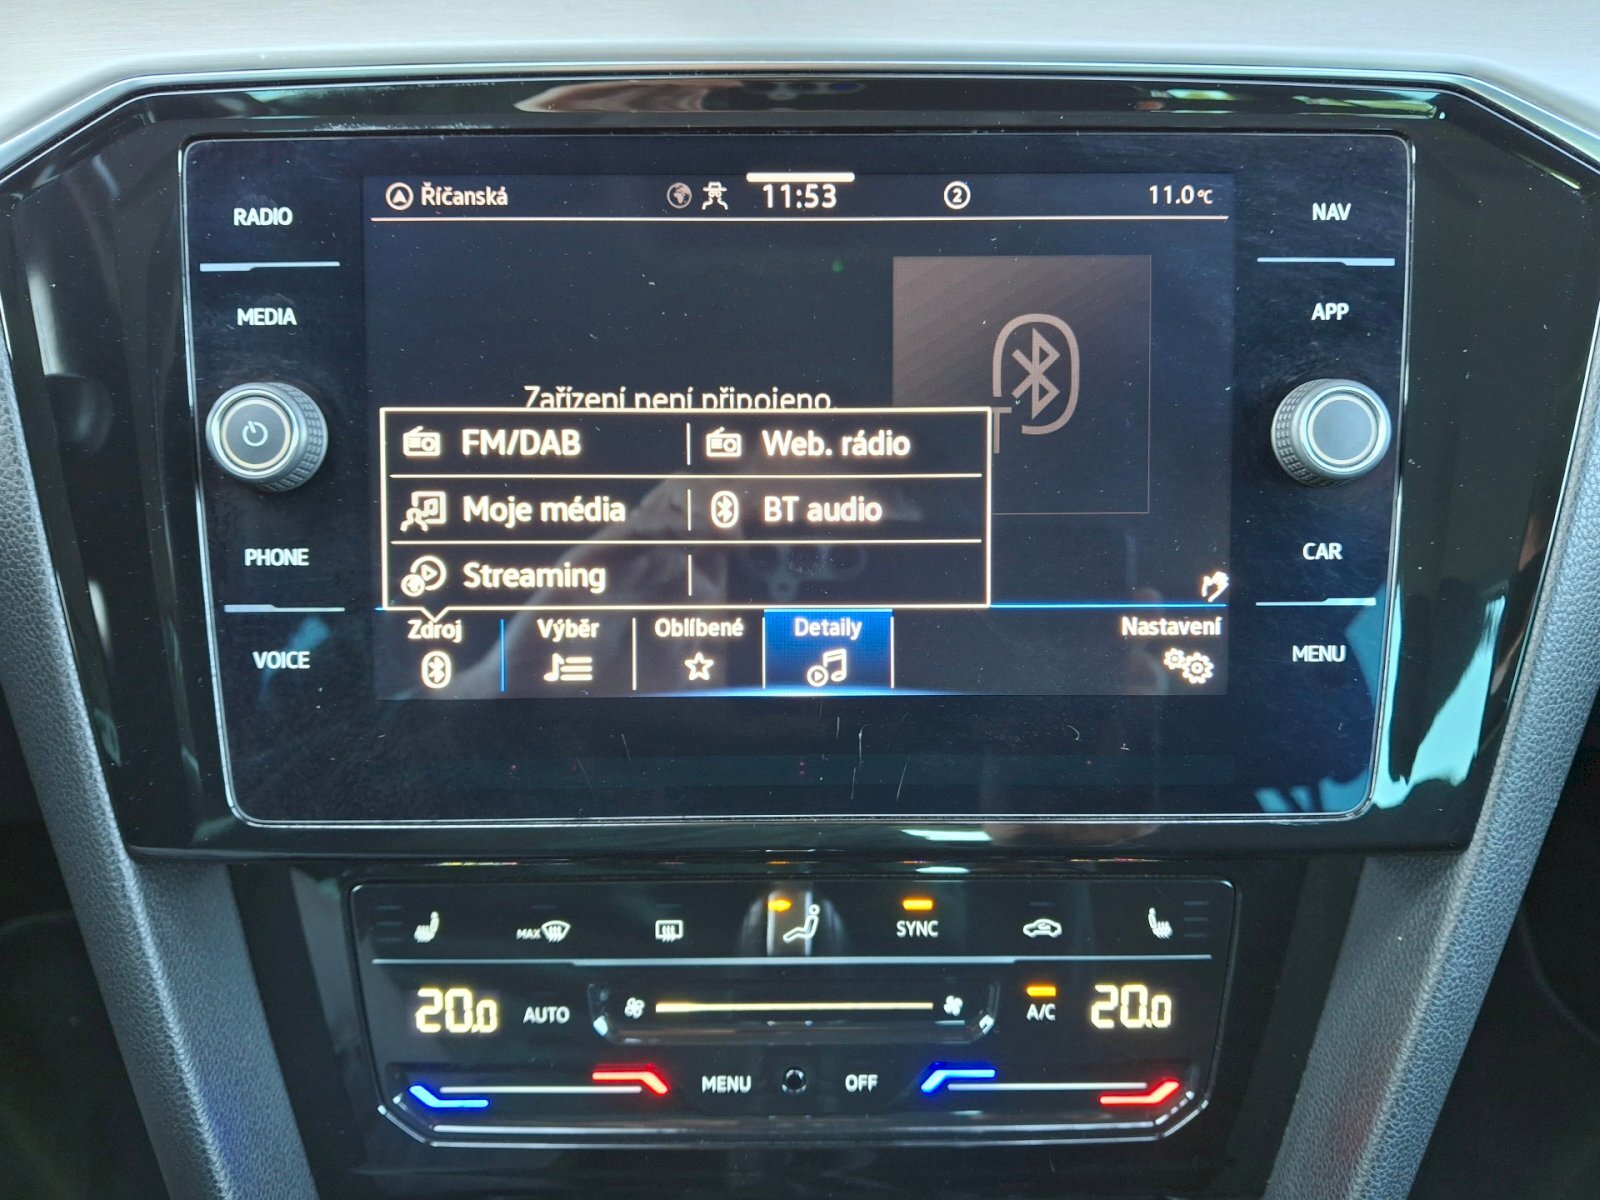 RADIO
MEDIA
PHONE
VOICE
Říčanská
11:53
2
11.0°C
Zařízení není připojeno.
FM/DAB
Web. rádio
Moje média
BT audio
Streaming
Zdroj
Výběr
Oblíbené
Detaily
Nastavení
NAV
APP
CAR
MENU
MAX
SYNC
20.0
AUTO
A/C
20.0
MENU
OFF